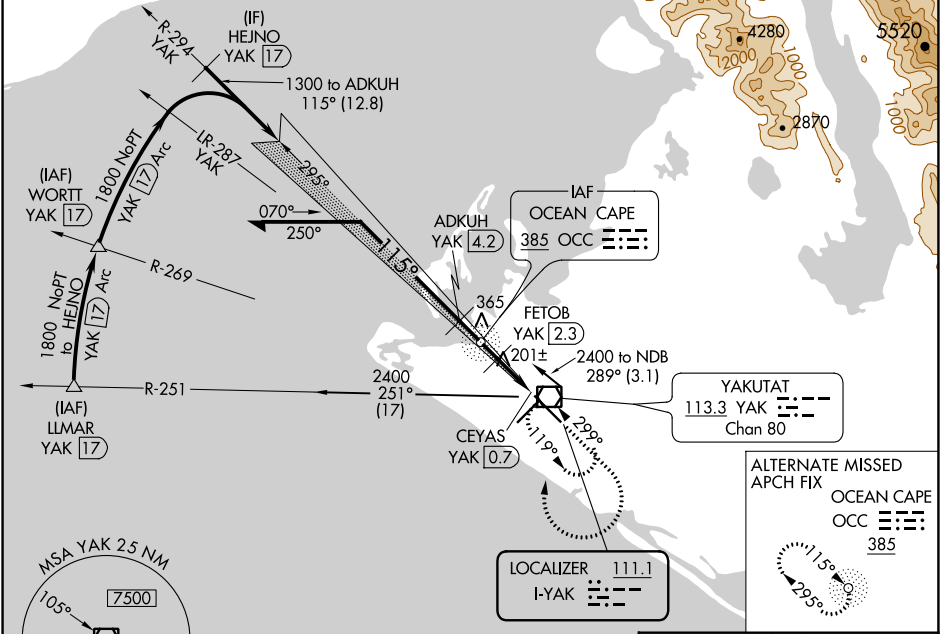 R-294
YAK
(IF)
HEJNO
YAK 17
1300 to ADKUH
115° (12.8)
4280
2000
1000
5520
2870
1000
LR-287
YAK
295°
1800 NoPT
YAK 17 Arc
(IAF)
WORTT
YAK 17
070°
250°
115°
ADKUH
YAK 4.2
IAF
OCEAN CAPE
385 OCC
R-269
1800 NoPT
to HEJNO
YAK 17 Arc
365
FETOB
YAK 2.3
201±
2400 to NDB
289° (3.1)
R-251
2400
251°
(17)
(IAF)
LLMAR
YAK 17
YAKUTAT
113.3 YAK
Chan 80
CEYAS
YAK 0.7
119°
299°
ALTERNATE MISSED
APCH FIX
OCEAN CAPE
OCC
385
115°
295°
LOCALIZER 111.1
I-YAK
MSA YAK 25 NM
105°
7500